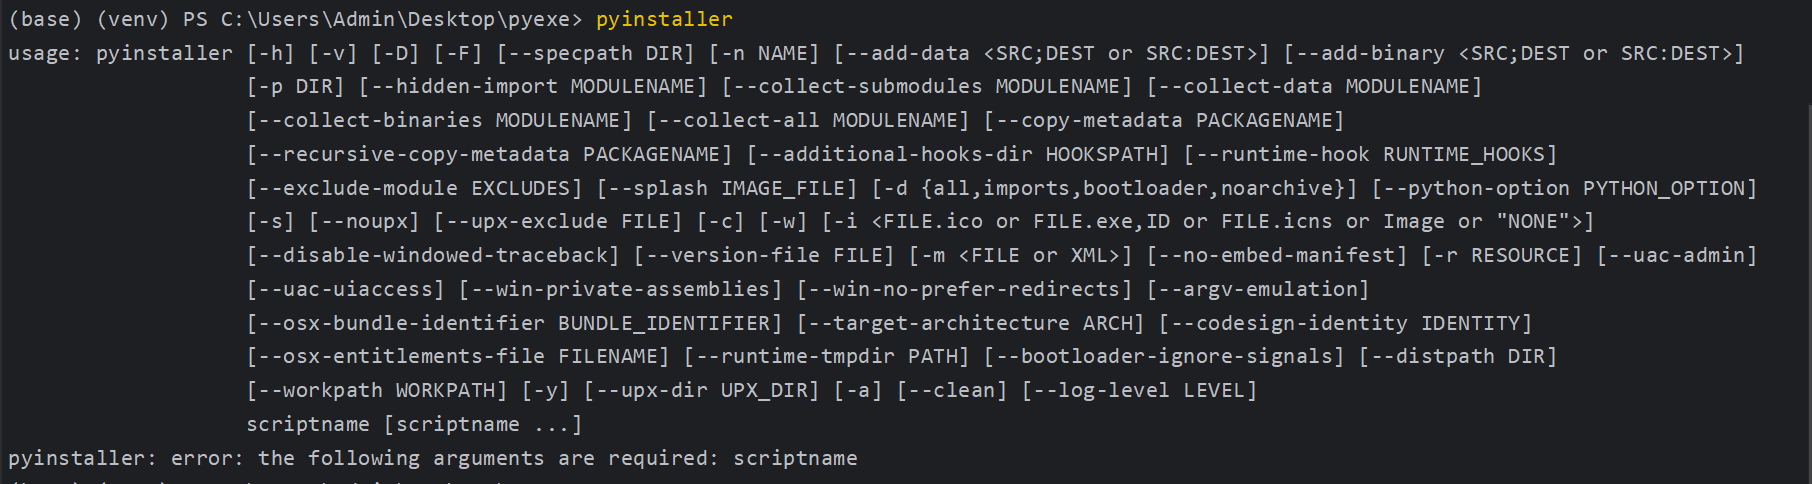 (base) (venv) PS C:\Users\Admin\Desktop\pyexe> pyinstaller
usage: pyinstaller [-h] [-v] [-D] [-F] [--specpath DIR] [-n NAME] [--add-data <SRC;DEST or SRC:DEST>] [--add-binary <SRC;DEST or SRC:DEST>]
[-p DIR] [--hidden-import MODULENAME] [--collect-submodules MODULENAME] [--collect-data MODULENAME]
[--collect-binaries MODULENAME] [--collect-all MODULENAME] [--copy-metadata PACKAGENAME]
[--recursive-copy-metadata PACKAGENAME] [--additional-hooks-dir HOOKSPATH] [--runtime-hook RUNTIME_HOOKS]
[--exclude-module EXCLUDES] [--splash IMAGE_FILE] [-d {all,imports,bootloader,noarchive}] [--python-option PYTHON_OPTION]
[-s] [--noupx] [--upx-exclude FILE] [-c] [-w] [-i <FILE.ico or FILE.exe,ID or FILE.icns or Image or "NONE">]
[--disable-windowed-traceback] [--version-file FILE] [-m <FILE or XML>] [--no-embed-manifest] [-r RESOURCE] [--uac-admin]
[--uac-uiaccess] [--win-private-assemblies] [--win-no-prefer-redirects] [--argv-emulation]
[--osx-bundle-identifier BUNDLE_IDENTIFIER] [--target-architecture ARCH] [--codesign-identity IDENTITY]
[--osx-entitlements-file FILENAME] [--runtime-tmpdir PATH] [--bootloader-ignore-signals] [--distpath DIR]
[--workpath WORKPATH] [-y] [--upx-dir UPX_DIR] [-a] [--clean] [--log-level LEVEL]
scriptname [scriptname ...]
pyinstaller: error: the following arguments are required: scriptname